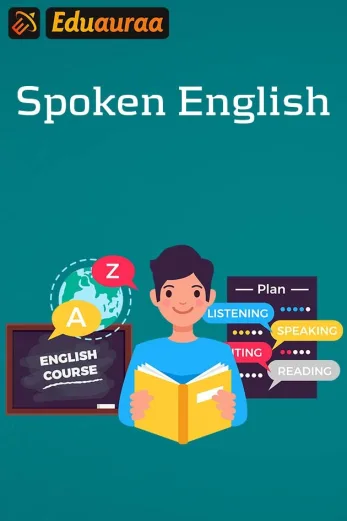 Eduauraa
Spoken English
Z
A
ENGLISH
COURSE
Plan
LISTENING
SPEAKING
READING